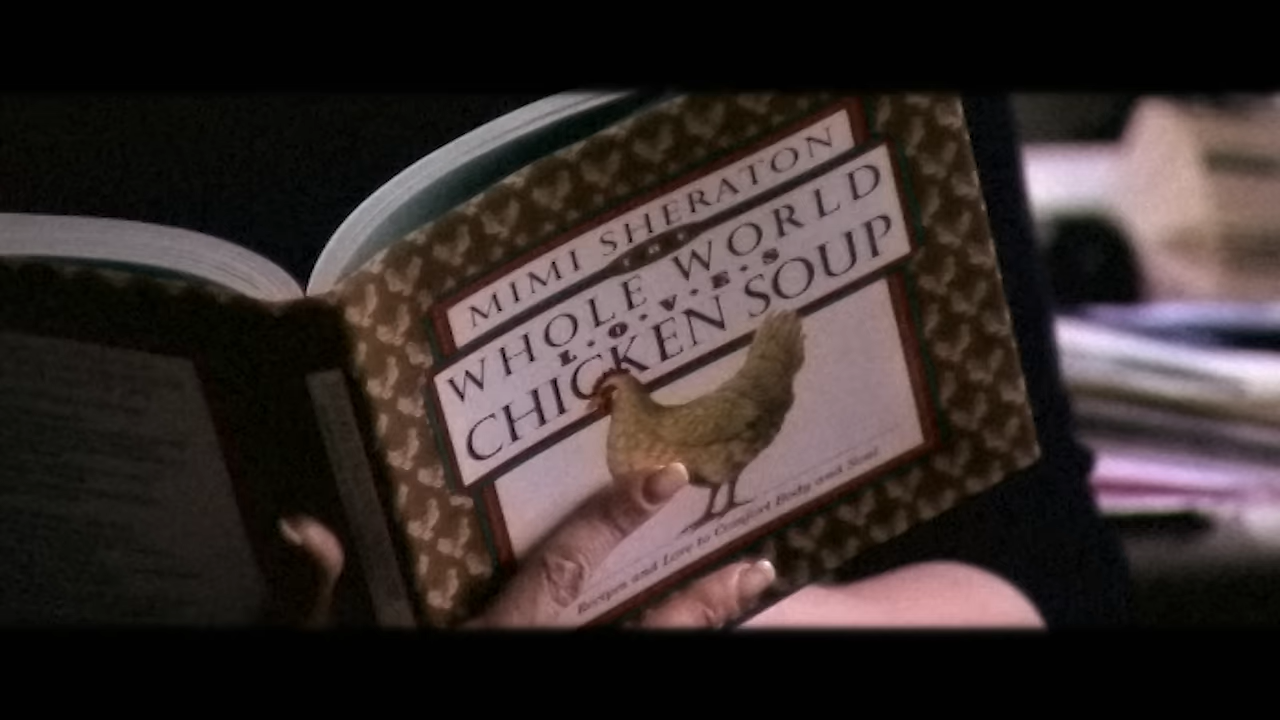 MIMI SHERATON
THE
WHOLE WORLD
L·O·V·E·S
CHICKEN SOUP
Recipes and Lore to Comfort Body and Soul